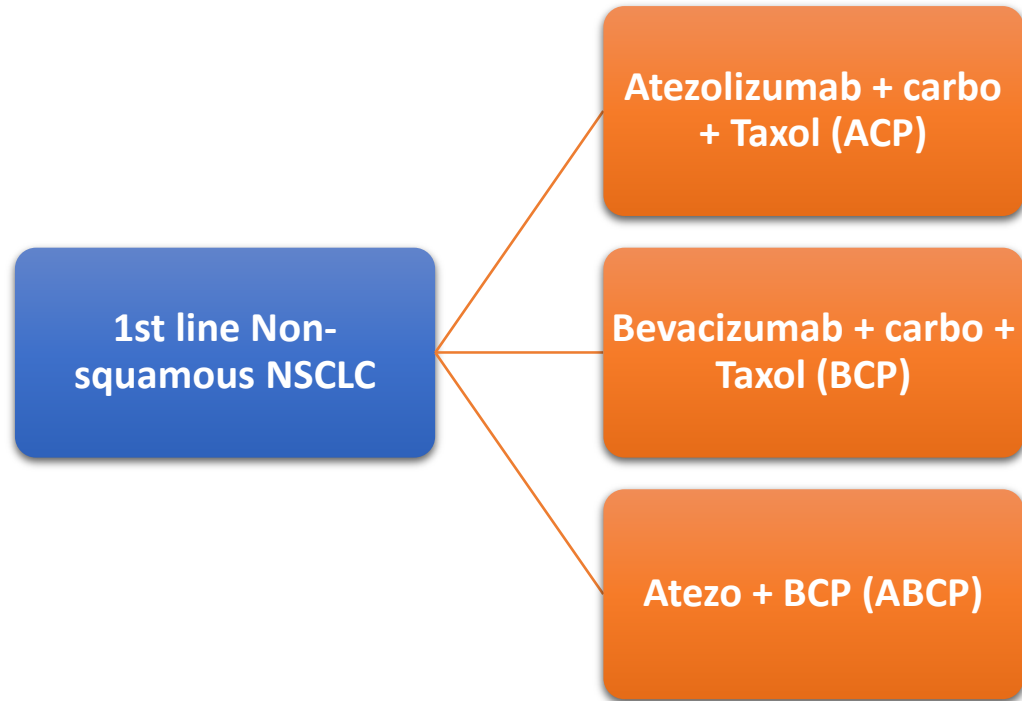 Atezolizumab + carbo
+ Taxol (ACP)
1st line Non-
squamous NSCLC
Bevacizumab + carbo +
Taxol (BCP)
Atezo + BCP (ABCP)